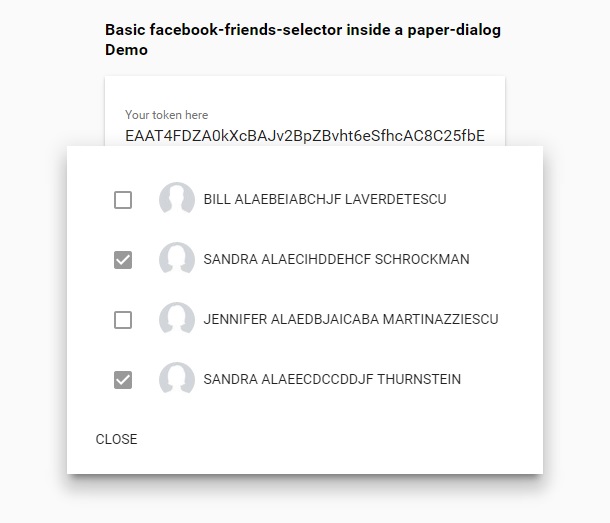 Basic facebook-friends-selector inside a paper-dialog
Demo
Your token here
EAAT4FDZA0kXcBAJv2BpZBvht6eSfhcAC8C25fbE
BILL ALAEBEIABCHJF LAVERDETESCU
SANDRA ALAECIHDDEHCF SCHROCKMAN
JENNIFER ALAEDBJAICABA MARTINAZZIESCU
SANDRA ALAEECDCCDDJF THURNSTEIN
CLOSE